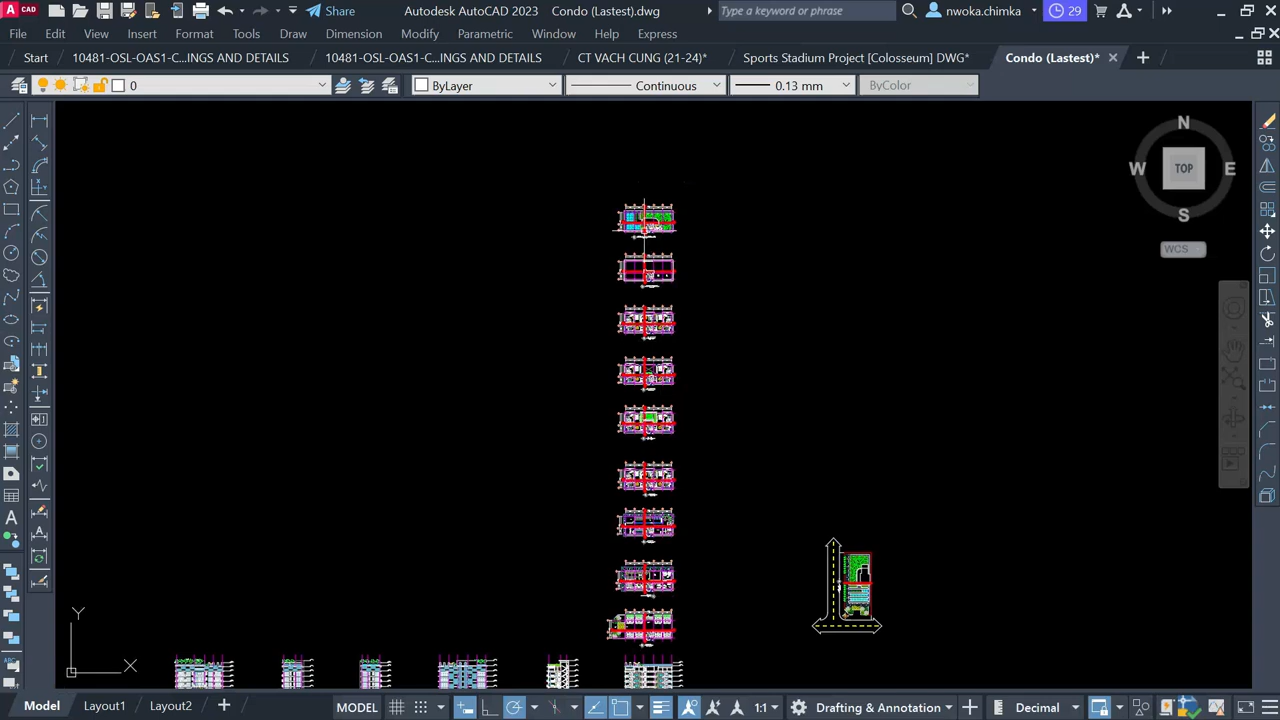 CAD
Share
Autodesk AutoCAD 2023 Condo (Lastest).dwg
Type a keyword or phrase
nwoka.chimka
29
File Edit View Insert Format Tools Draw Dimension Modify Parametric Window Help Express
Start
10481-OSL-OAS1-C...INGS AND DETAILS
10481-OSL-OAS1-C...INGS AND DETAILS
CT VACH CUNG (21-24)*
Sports Stadium Project [Colosseum] DWG*
Condo (Lastest)*
0
ByLayer
Continuous
0.13 mm
ByColor
N
W
TOP
E
S
WCS
Y
X
A
Model
Layout1
Layout2
MODEL
1:1
Drafting & Annotation
Decimal